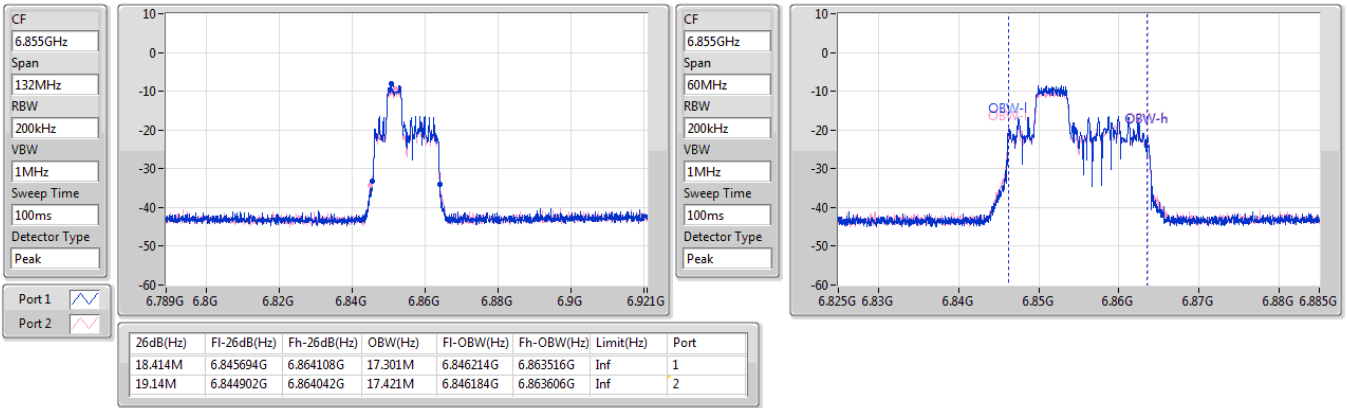 CF
6.855GHz
Span
132MHz
RBW
200kHz
VBW
1MHz
Sweep Time
100ms
Detector Type
Peak
Port 1
Port 2
10
0
-10
-20
-30
-40
-50
-60
6.789G 6.8G 6.82G 6.84G 6.86G 6.88G 6.9G 6.921G
CF
6.855GHz
Span
60MHz
RBW
200kHz
VBW
1MHz
Sweep Time
100ms
Detector Type
Peak
10
0
-10
-20
-30
-40
-50
-60
OBW-l
OBW-h
6.825G 6.83G 6.84G 6.85G 6.86G 6.87G 6.88G 6.885G
26dB(Hz) Fl-26dB(Hz) Fh-26dB(Hz) OBW(Hz) Fl-OBW(Hz) Fh-OBW(Hz) Limit(Hz) Port
18.414M 6.845694G 6.864108G 17.301M 6.846214G 6.863516G Inf 1
19.14M 6.844902G 6.864042G 17.421M 6.846184G 6.863606G Inf 2